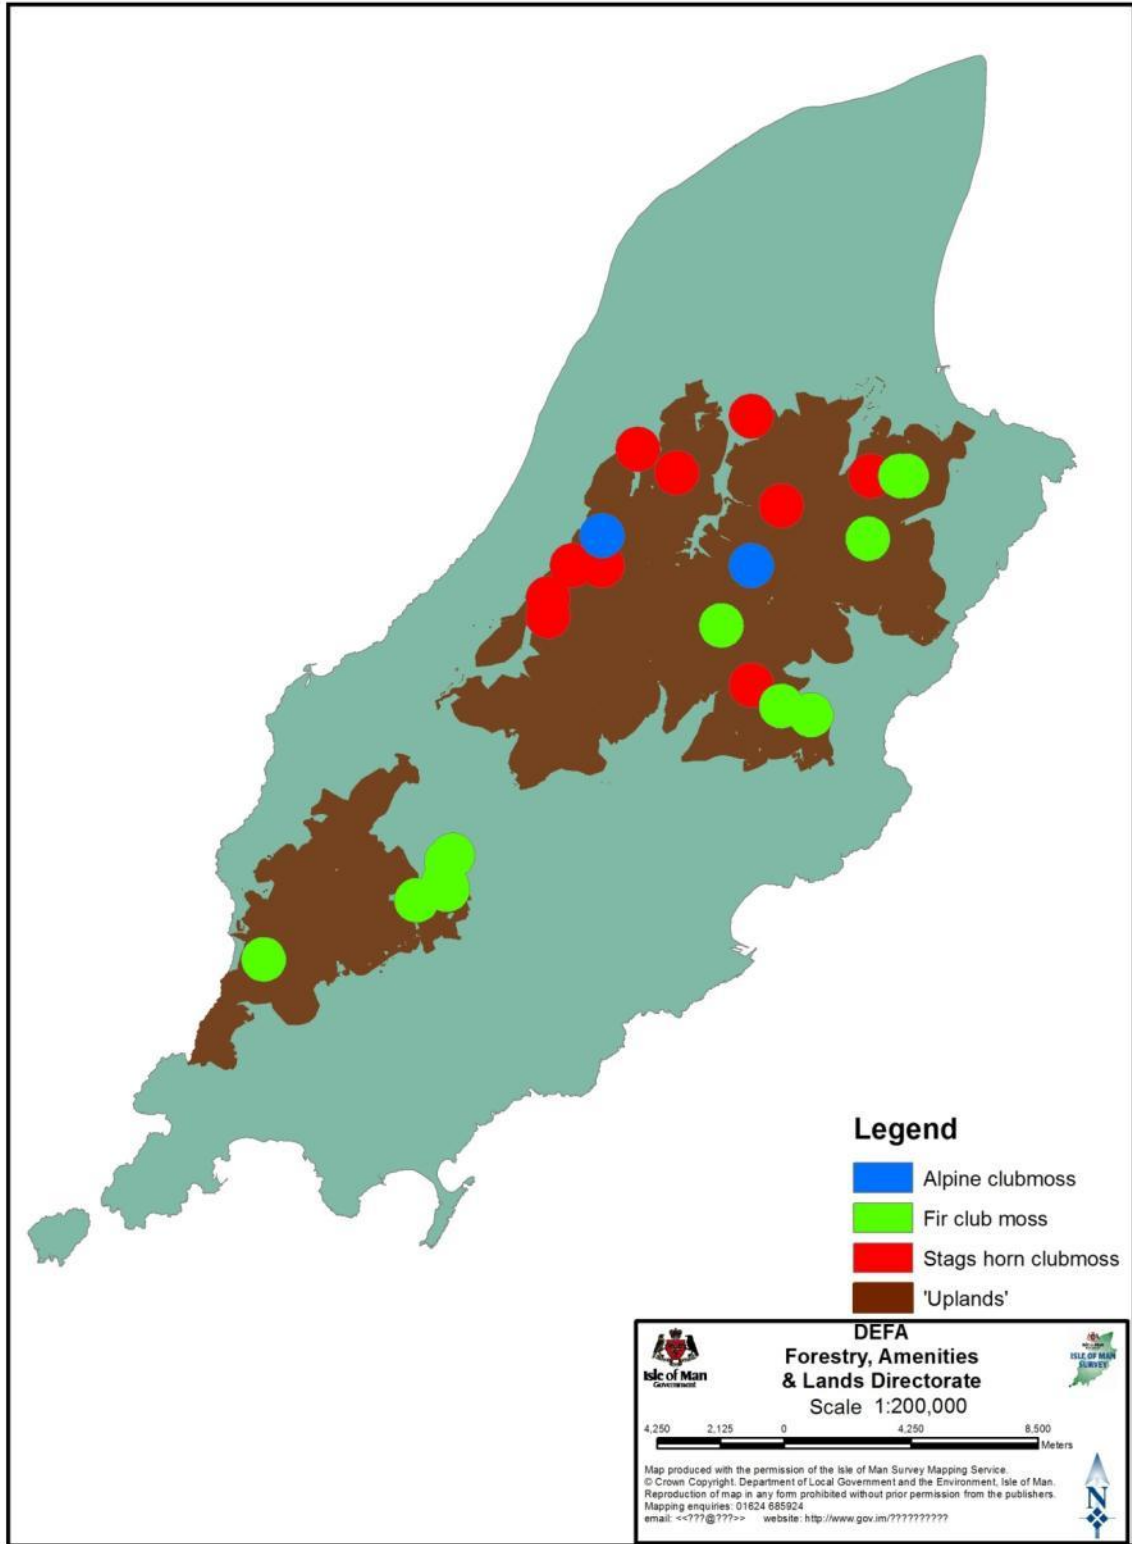 Legend
Alpine clubmoss
Fir club moss
Stags horn clubmoss
'Uplands'
DEFA
Forestry, Amenities
& Lands Directorate
Scale 1:200,000
Isle of Man
Government
ISLE OF MAN
SURVEY
4,250 2,125 0 4,250 8,500
Meters
Map produced with the permission of the Isle of Man Survey Mapping Service.
© Crown Copyright. Department of Local Government and the Environment, Isle of Man.
Reproduction of map in any form prohibited without prior permission from the publishers.
Mapping enquiries: 01624 685924
email: <<???@???>> website: http://www.gov.im/??????????
N